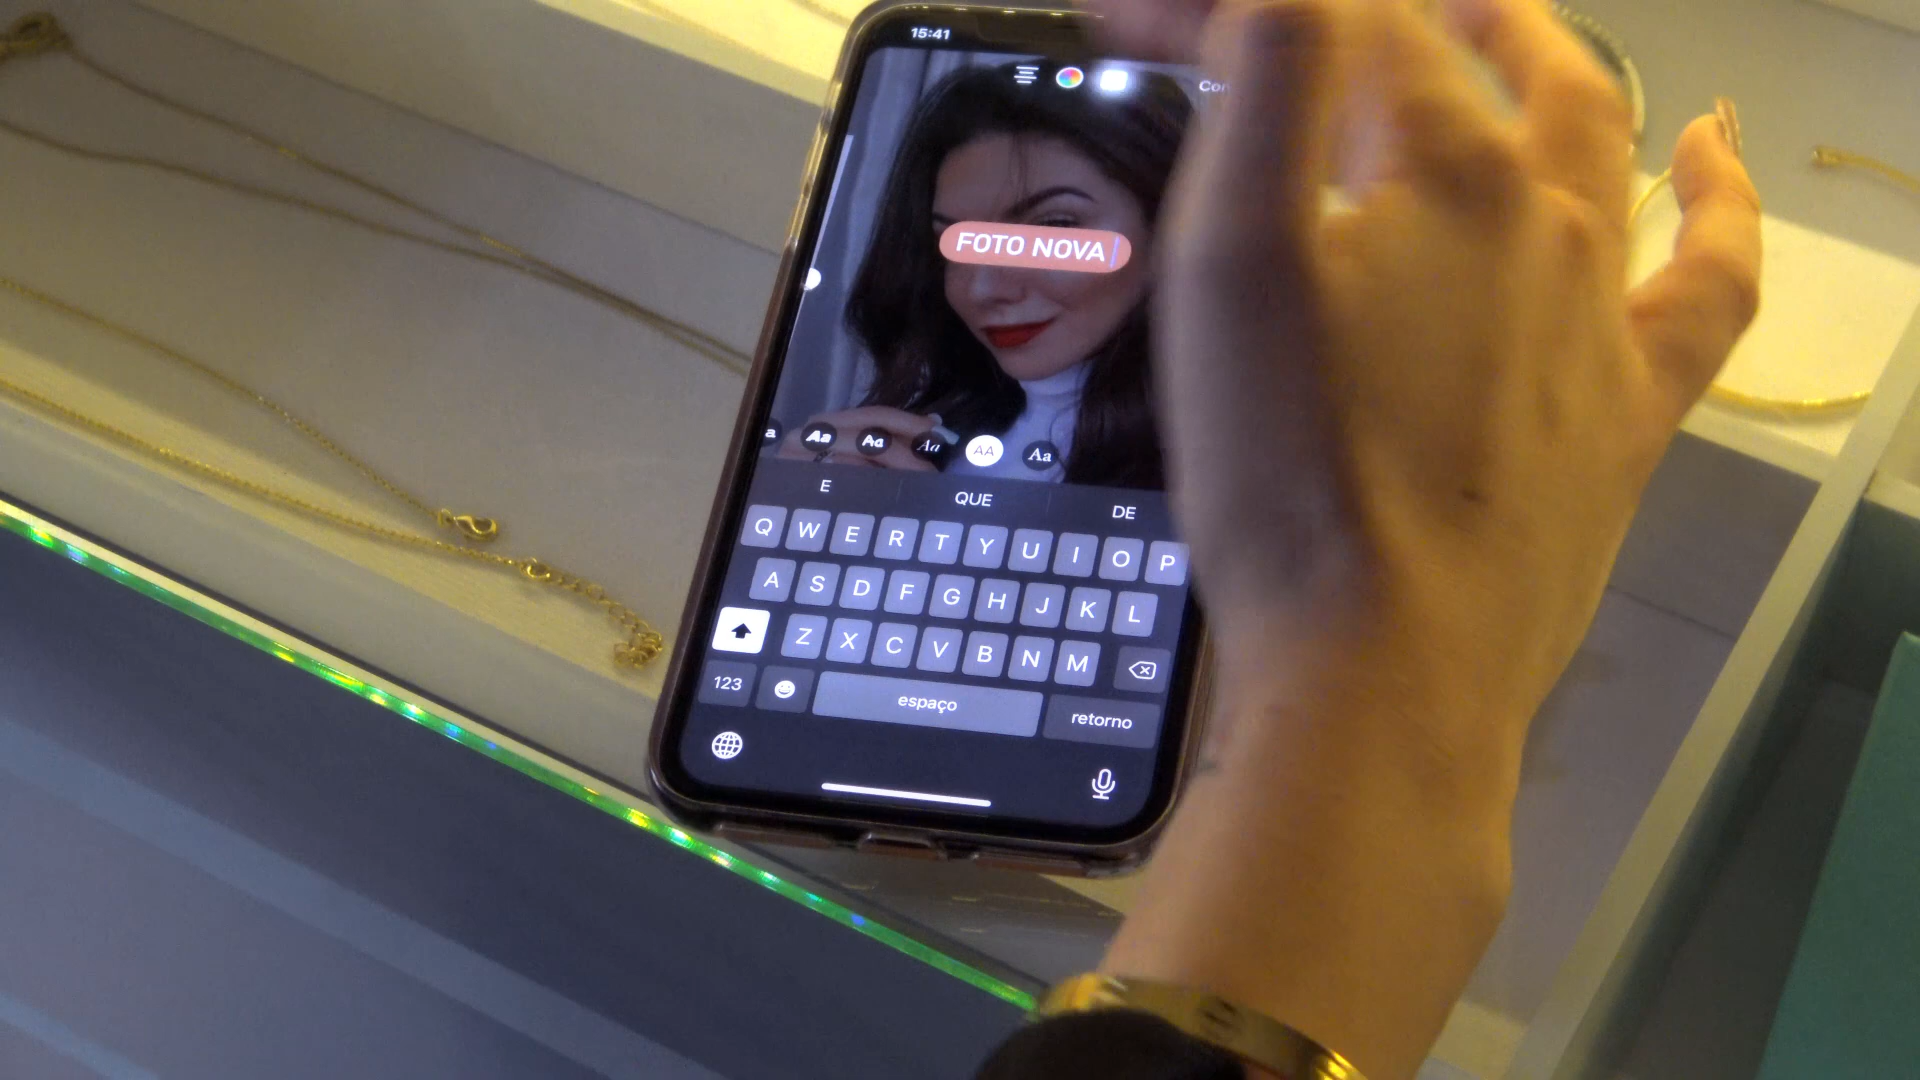 15:41
FOTO NOVA
a Aa Aa Aa AA Aa
E QUE DE
Q W E R T Y U I O P
A S D F G H J K L
Z X C V B N M
123 espaço retorno